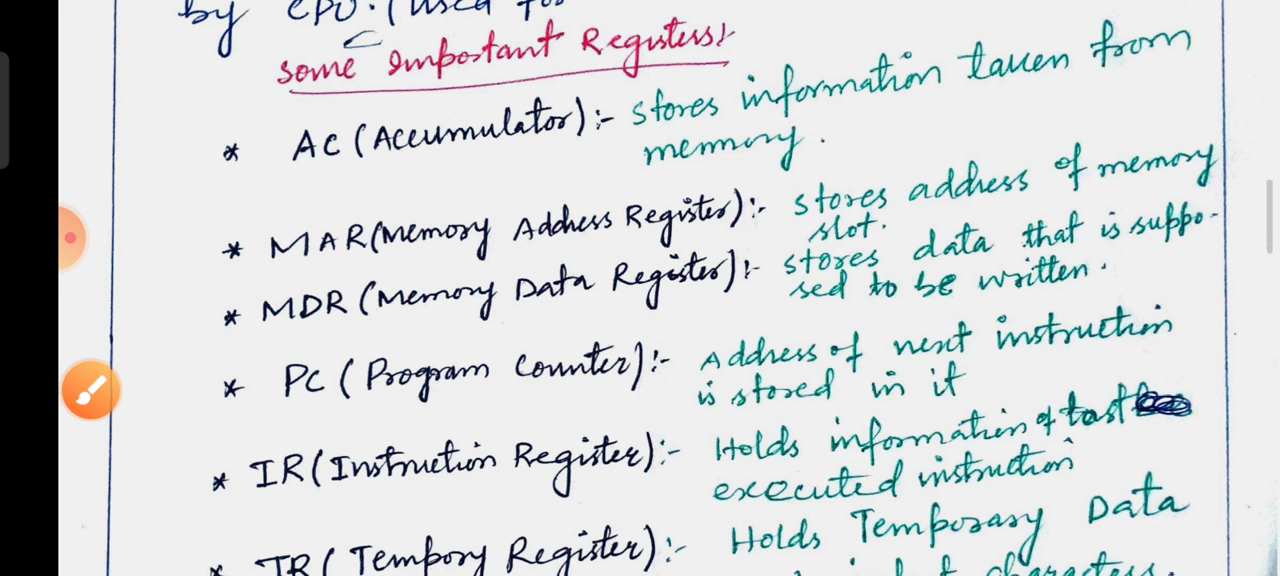 by CPU. (used for
some Important Registers:-
* AC (Accumulator):- stores information taken from
memory.
* MAR(Memory Address Register):- stores address of memory
slot.
* MDR (Memory Data Register):- stores data that is suppo-
sed to be written.
* PC (Program Counter):- Address of next instruction
is stored in it
* IR (Instruction Register):- Holds information of last
executed instruction
* TR ( Tempory Register):- Holds Temporary Data
characters.